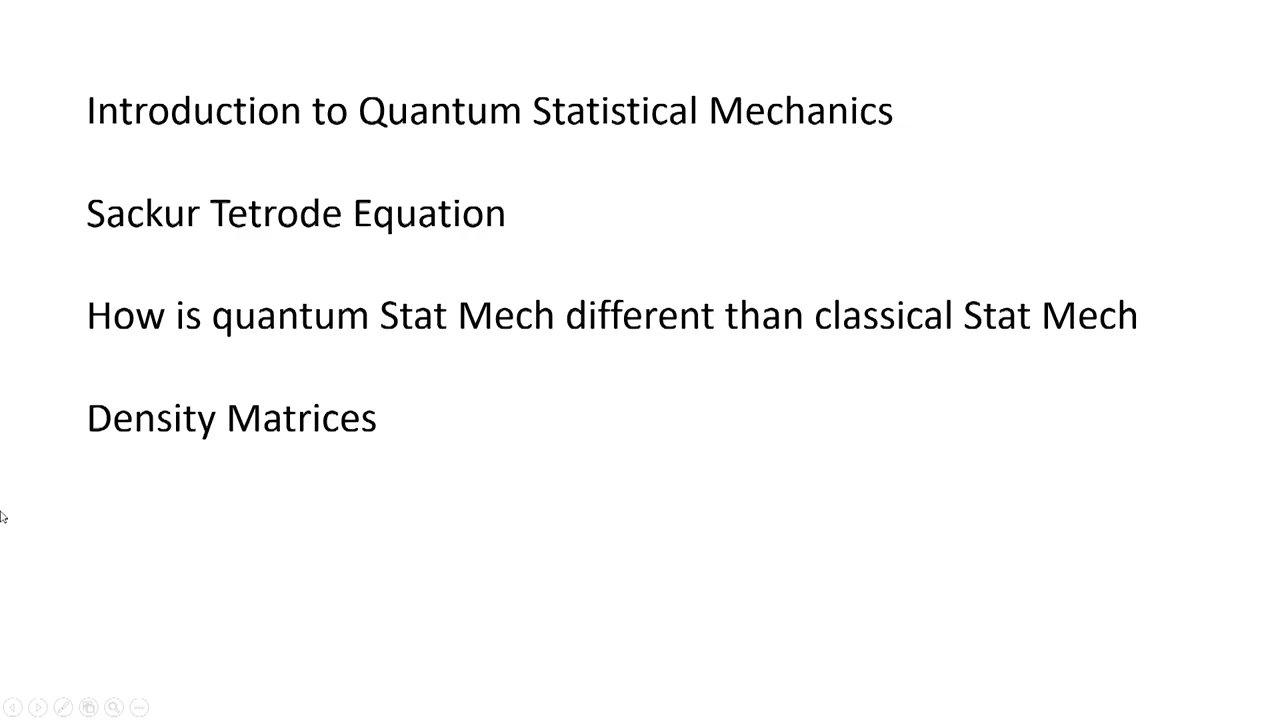 Introduction to Quantum Statistical Mechanics
Sackur Tetrode Equation
How is quantum Stat Mech different than classical Stat Mech
Density Matrices